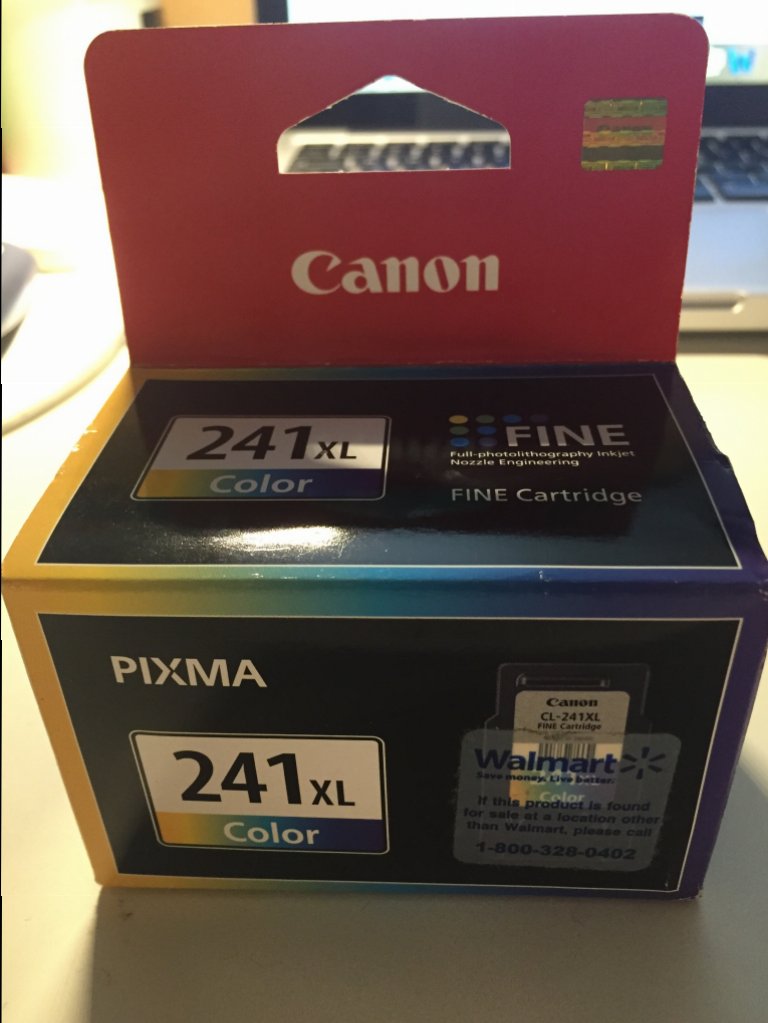 Canon
241XL
Color
FINE
Full-photolithography Inkjet
Nozzle Engineering
FINE Cartridge
PIXMA
241XL
Color
Canon
CL-241XL
FINE Cartridge
Walmart
Save money. Live better.
Color
If this product is found
for sale at a location other
than Walmart, please call
1-800-328-0402